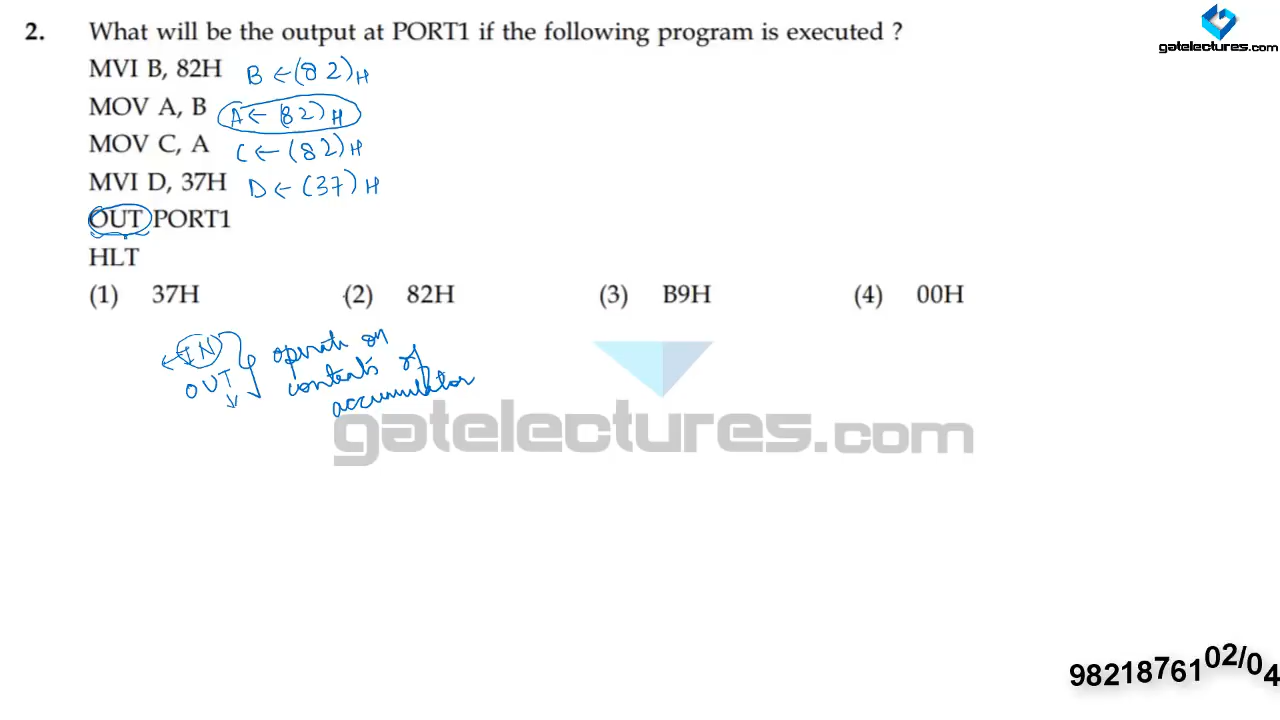 2. What will be the output at PORT1 if the following program is executed ?
gatelectures.com
MVI B, 82H B ← (82)H
MOV A, B A ← (82)H
MOV C, A C ← (82)H
MVI D, 37H D ← (37)H
OUT PORT1
HLT
(1) 37H (2) 82H (3) B9H (4) 00H
← IN operate on
OUT contents of
accumulator
gatelectures.com
9821876102/04